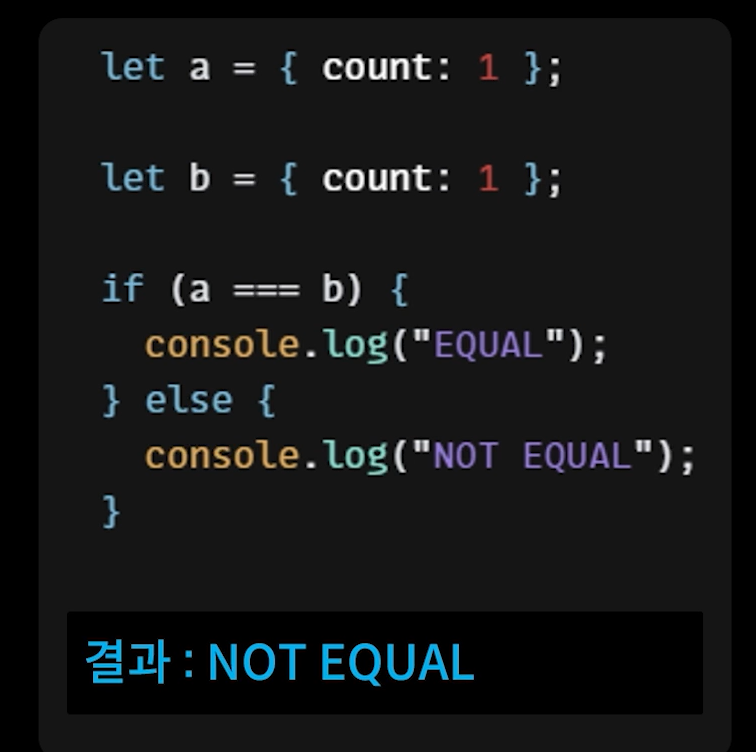 let a = { count: 1 };
let b = { count: 1 };
if (a === b) {
  console.log("EQUAL");
} else {
  console.log("NOT EQUAL");
}
결과 : NOT EQUAL